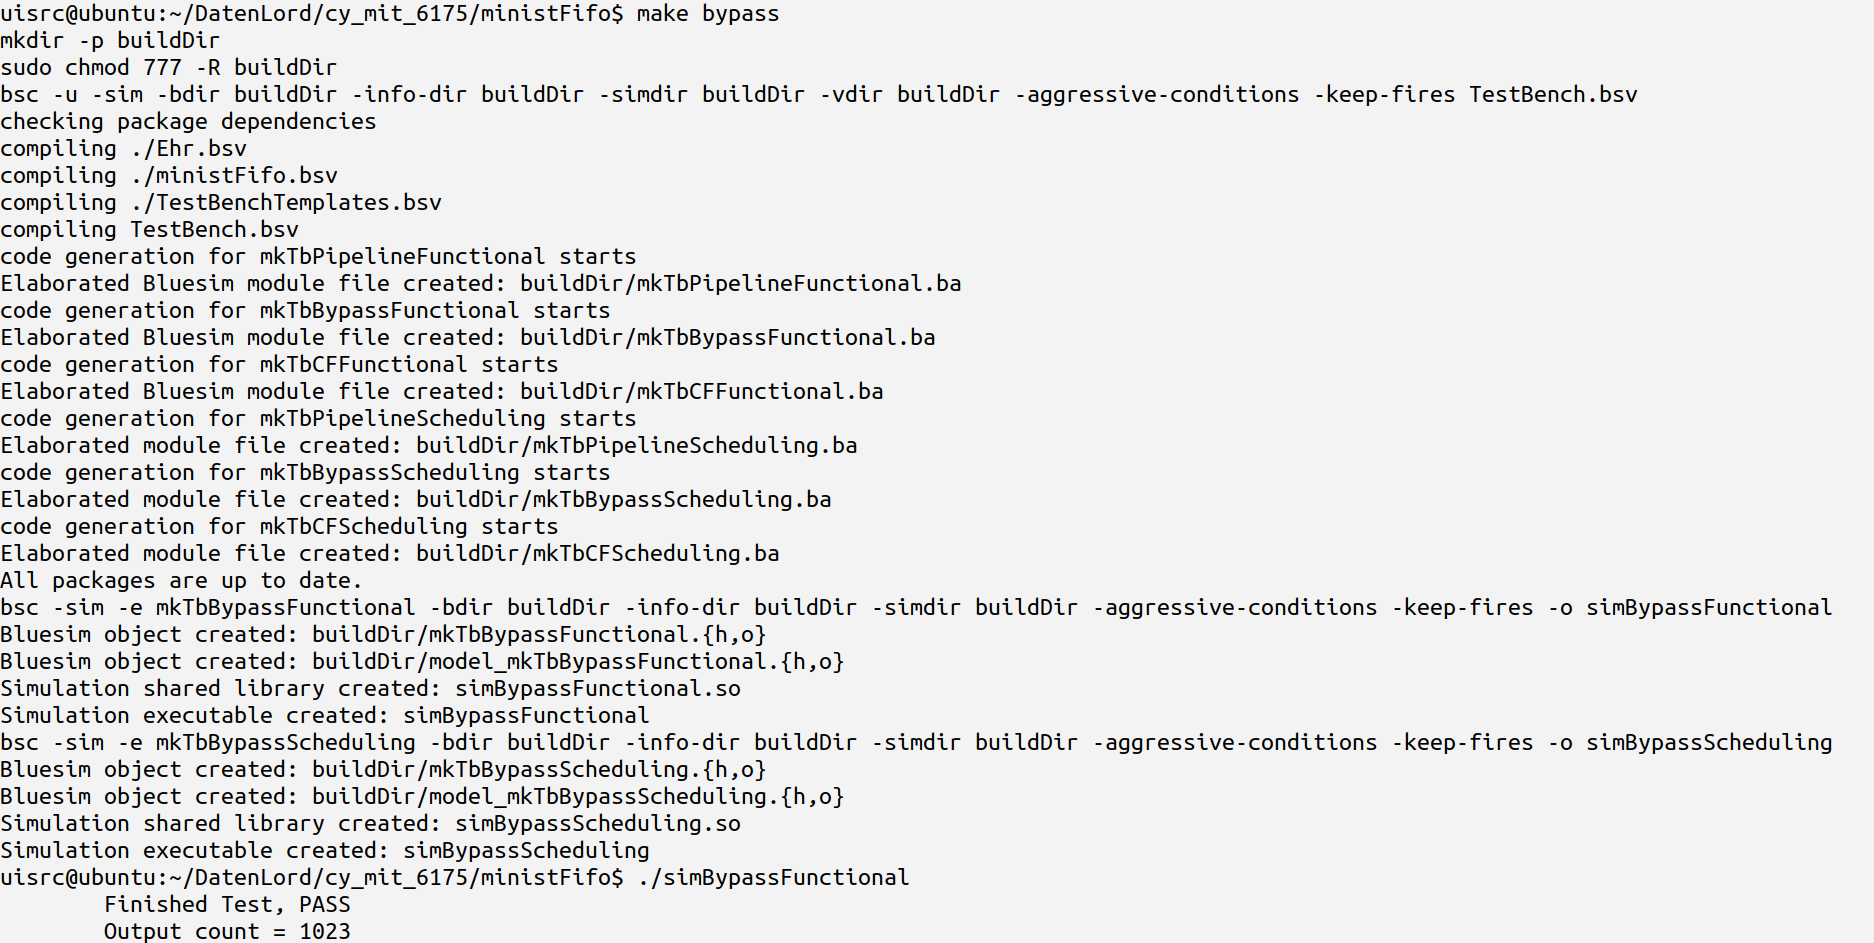 uisrc@ubuntu:~/DatenLord/cy_mit_6175/ministFifo$ make bypass
mkdir -p buildDir
sudo chmod 777 -R buildDir
bsc -u -sim -bdir buildDir -info-dir buildDir -simdir buildDir -vdir buildDir -aggressive-conditions -keep-fires TestBench.bsv
checking package dependencies
compiling ./Ehr.bsv
compiling ./ministFifo.bsv
compiling ./TestBenchTemplates.bsv
compiling TestBench.bsv
code generation for mkTbPipelineFunctional starts
Elaborated Bluesim module file created: buildDir/mkTbPipelineFunctional.ba
code generation for mkTbBypassFunctional starts
Elaborated Bluesim module file created: buildDir/mkTbBypassFunctional.ba
code generation for mkTbCFFunctional starts
Elaborated Bluesim module file created: buildDir/mkTbCFFunctional.ba
code generation for mkTbPipelineScheduling starts
Elaborated module file created: buildDir/mkTbPipelineScheduling.ba
code generation for mkTbBypassScheduling starts
Elaborated module file created: buildDir/mkTbBypassScheduling.ba
code generation for mkTbCFScheduling starts
Elaborated module file created: buildDir/mkTbCFScheduling.ba
All packages are up to date.
bsc -sim -e mkTbBypassFunctional -bdir buildDir -info-dir buildDir -simdir buildDir -aggressive-conditions -keep-fires -o simBypassFunctional
Bluesim object created: buildDir/mkTbBypassFunctional.{h,o}
Bluesim object created: buildDir/model_mkTbBypassFunctional.{h,o}
Simulation shared library created: simBypassFunctional.so
Simulation executable created: simBypassFunctional
bsc -sim -e mkTbBypassScheduling -bdir buildDir -info-dir buildDir -simdir buildDir -aggressive-conditions -keep-fires -o simBypassScheduling
Bluesim object created: buildDir/mkTbBypassScheduling.{h,o}
Bluesim object created: buildDir/model_mkTbBypassScheduling.{h,o}
Simulation shared library created: simBypassScheduling.so
Simulation executable created: simBypassScheduling
uisrc@ubuntu:~/DatenLord/cy_mit_6175/ministFifo$ ./simBypassFunctional
        Finished Test, PASS
        Output count = 1023